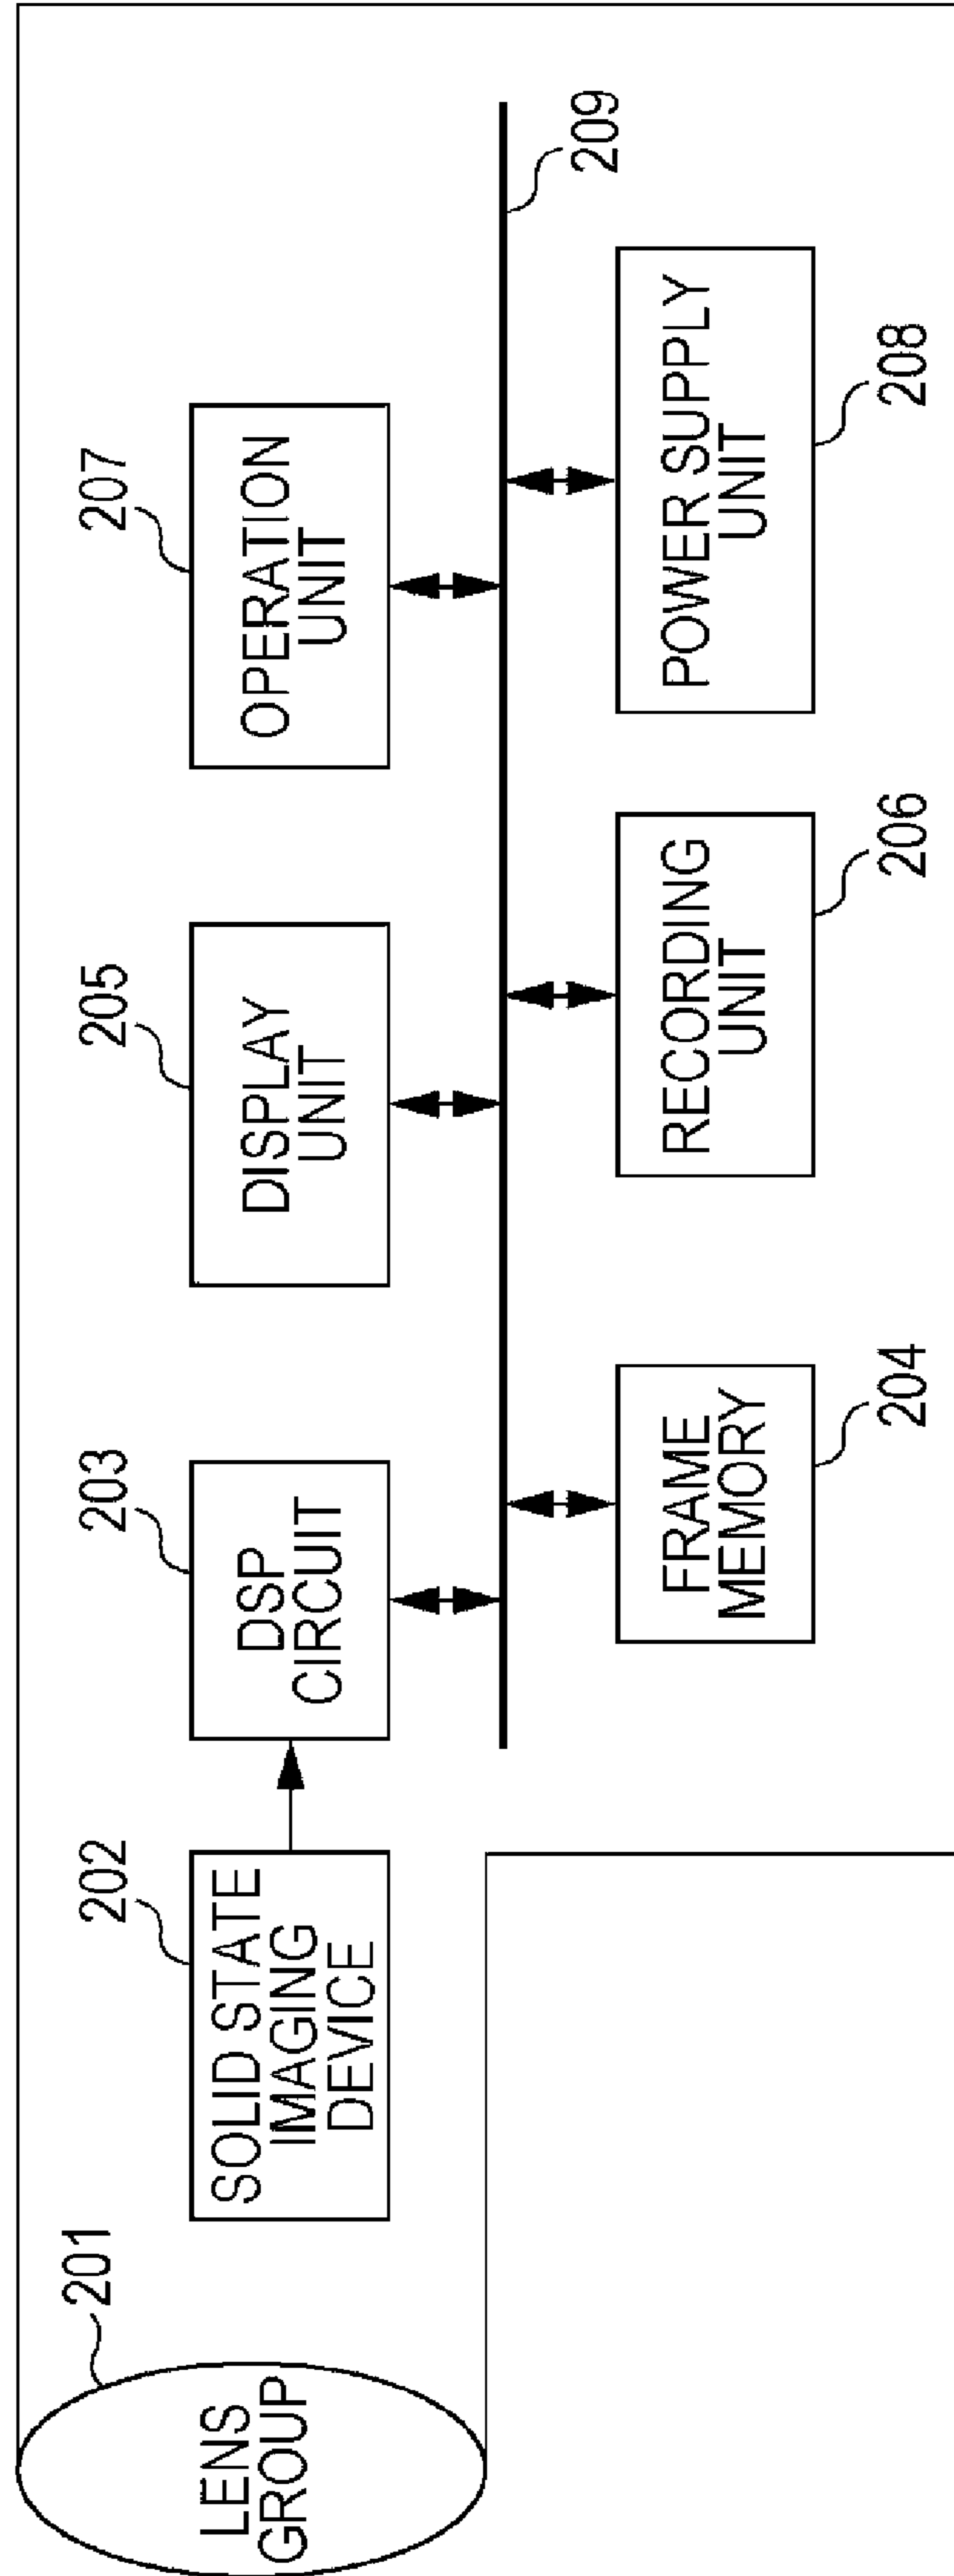 201
LENS
GROUP
202
SOLID STATE
IMAGING
DEVICE
203
DSP
CIRCUIT
205
DISPLAY
UNIT
207
OPERATION
UNIT
209
FRAME
MEMORY
204
RECORDING
UNIT
206
POWER SUPPLY
UNIT
208